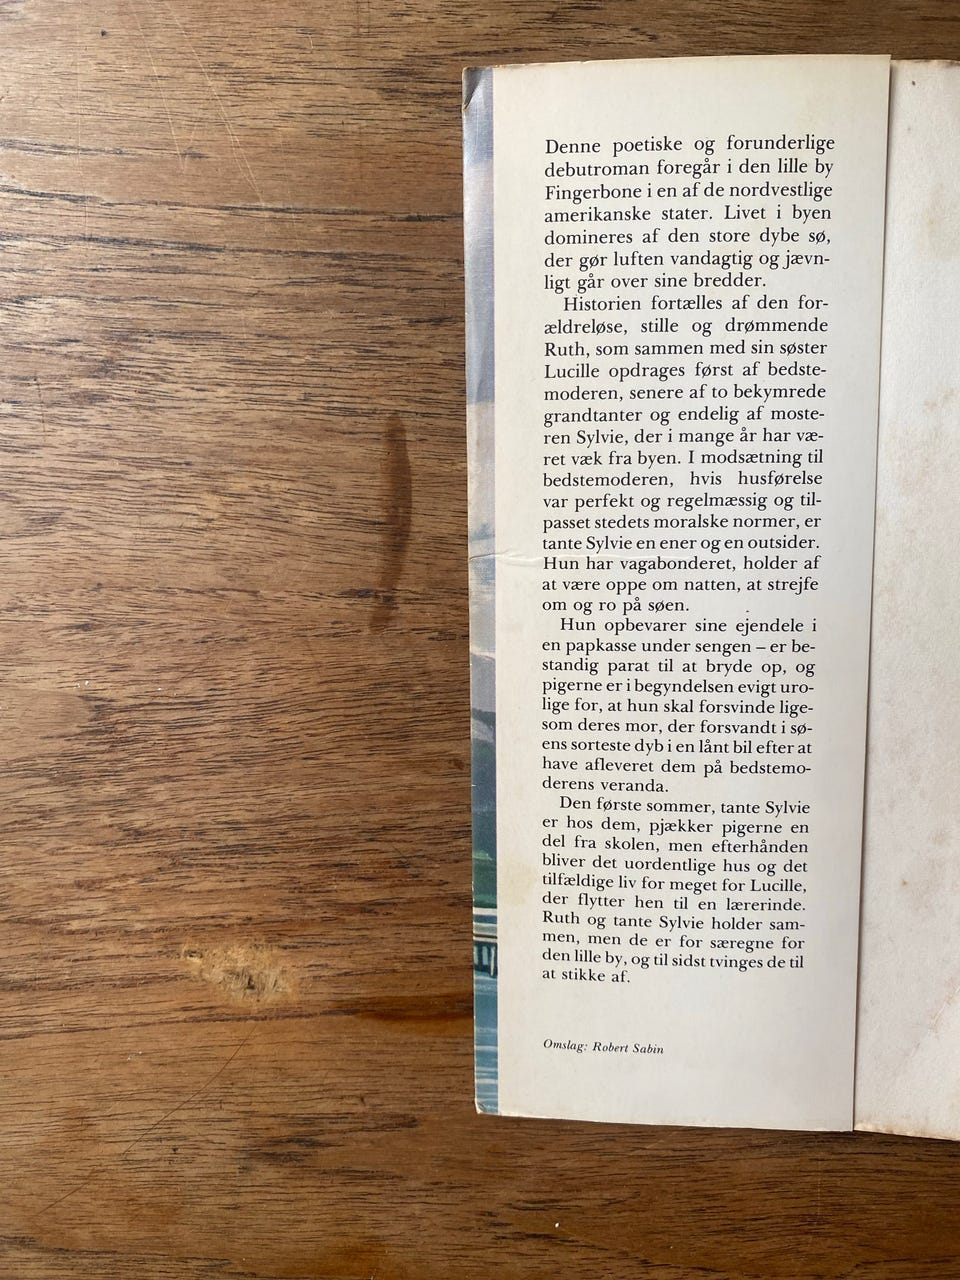 Denne poetiske og forunderlige
debutroman foregår i den lille by
Fingerbone i en af de nordvestlige
amerikanske stater. Livet i byen
domineres af den store dybe sø,
der gør luften vandagtig og jævn-
ligt går over sine bredder.
Historien fortælles af den for-
ældreløse, stille og drømmende
Ruth, som sammen med sin søster
Lucille opdrages først af bedste-
moderen, senere af to bekymrede
grandtanter og endelig af moste-
ren Sylvie, der i mange år har væ-
ret væk fra byen. I modsætning til
bedstemoderen, hvis husførelse
var perfekt og regelmæssig og til-
passet stedets moralske normer, er
tante Sylvie en ener og en outsider.
Hun har vagabonderet, holder af
at være oppe om natten, at strejfe
om og ro på søen.
Hun opbevarer sine ejendele i
en papkasse under sengen – er be-
standig parat til at bryde op, og
pigerne er i begyndelsen evigt uro-
lige for, at hun skal forsvinde lige-
som deres mor, der forsvandt i sø-
ens sorteste dyb i en lånt bil efter at
have afleveret dem på bedstemo-
derens veranda.
Den første sommer, tante Sylvie
er hos dem, pjækker pigerne en
del fra skolen, men efterhånden
bliver det uordentlige hus og det
tilfældige liv for meget for Lucille,
der flytter hen til en lærerinde.
Ruth og tante Sylvie holder sam-
men, men de er for særegne for
den lille by, og til sidst tvinges de til
at stikke af.
Omslag: Robert Sabin